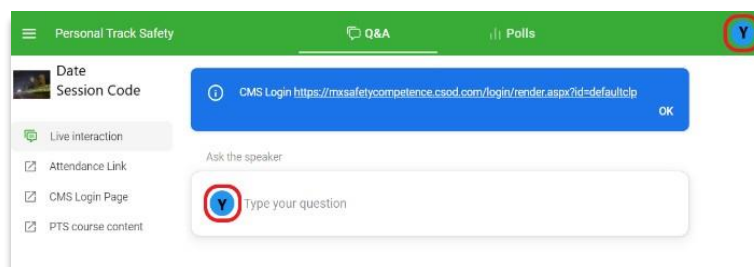 Personal Track Safety
Q&A
Polls
Y
Date
Session Code
CMS Login https://mxsafetycompetence.csod.com/login/render.aspx?id=defaultclp
OK
Live interaction
Attendance Link
CMS Login Page
PTS course content
Ask the speaker
Y Type your question